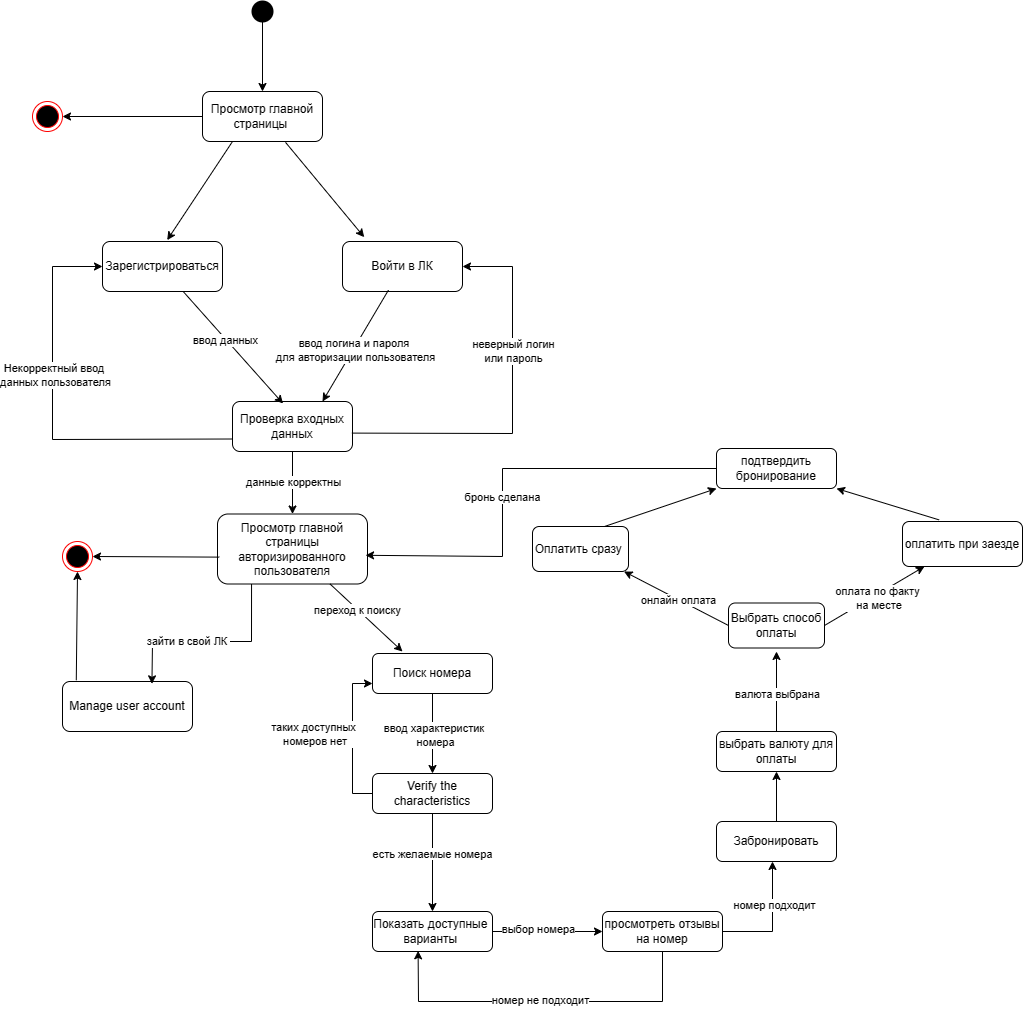 Просмотр главной
страницы
Зарегистрироваться
Войти в ЛК
ввод данных
ввод логина и пароля
для авторизации пользователя
неверный логин
или пароль
Некорректный ввод
данных пользователя
Проверка входных
данных
данные корректны
Просмотр главной
страницы
авторизированного
пользователя
бронь сделана
подтвердить
бронирование
Оплатить сразу
оплатить при заезде
онлайн оплата
оплата по факту
на месте
Выбрать способ
оплаты
переход к поиску
зайти в свой ЛК
Manage user account
Поиск номера
валюта выбрана
таких доступных
номеров нет
ввод характеристик
номера
выбрать валюту для
оплаты
Verify the
characteristics
Забронировать
есть желаемые номера
номер подходит
Показать доступные
варианты
выбор номера
просмотреть отзывы
на номер
номер не подходит